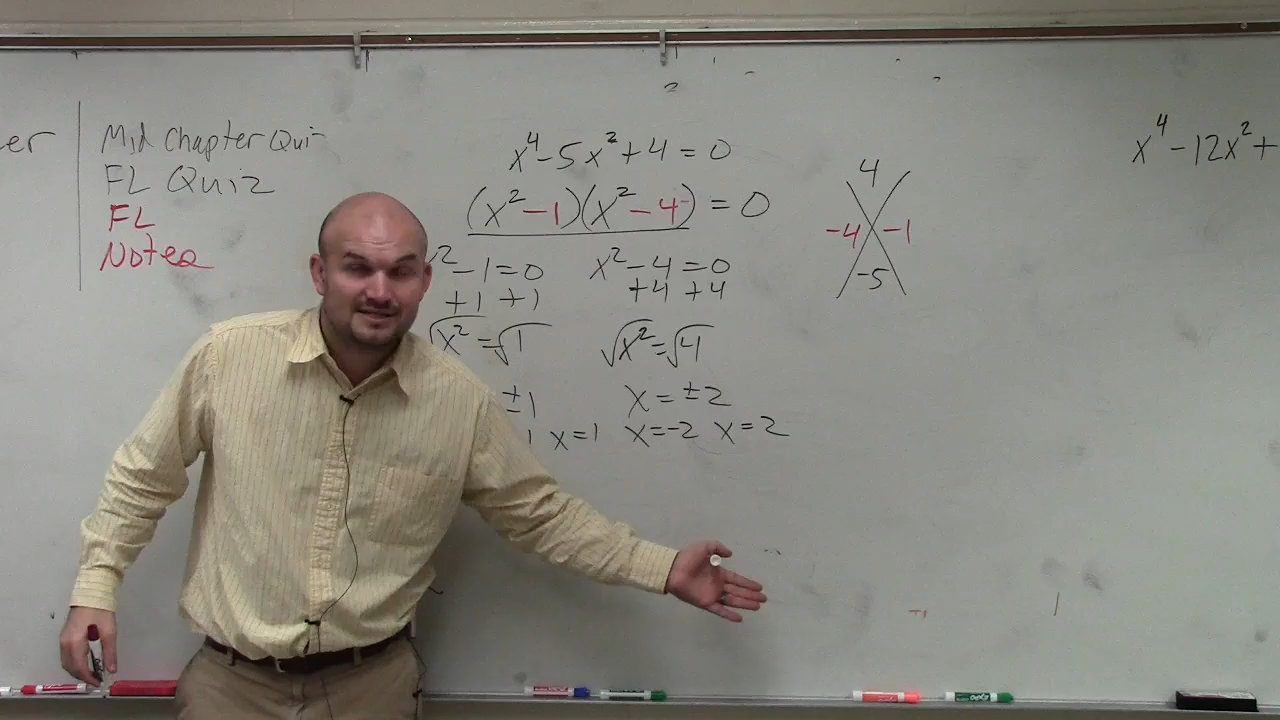 er
Mid Chapter Qui
FL Quiz
FL
Notes
x⁴-5x²+4=0
(x²-1)(x²-4)=0
²-1=0 x²-4=0
+1 +1 +4 +4
√x²=√1 √x²=√4
±1 x=±2
1 x=1 x=-2 x=2
4
-4 -1
-5
x⁴-12x²+